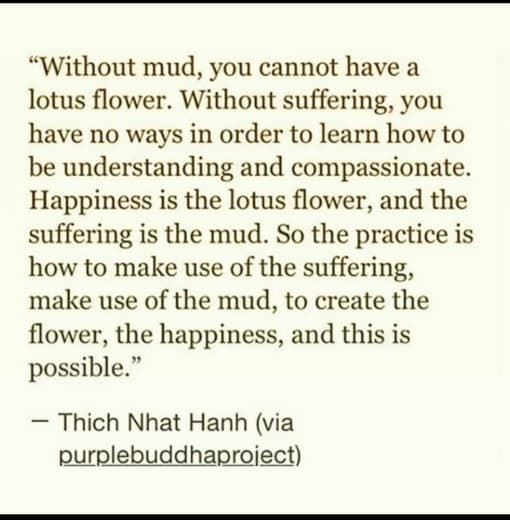 “Without mud, you cannot have a
lotus flower. Without suffering, you
have no ways in order to learn how to
be understanding and compassionate.
Happiness is the lotus flower, and the
suffering is the mud. So the practice is
how to make use of the suffering,
make use of the mud, to create the
flower, the happiness, and this is
possible.”
— Thich Nhat Hanh (via
purplebuddhaproject)